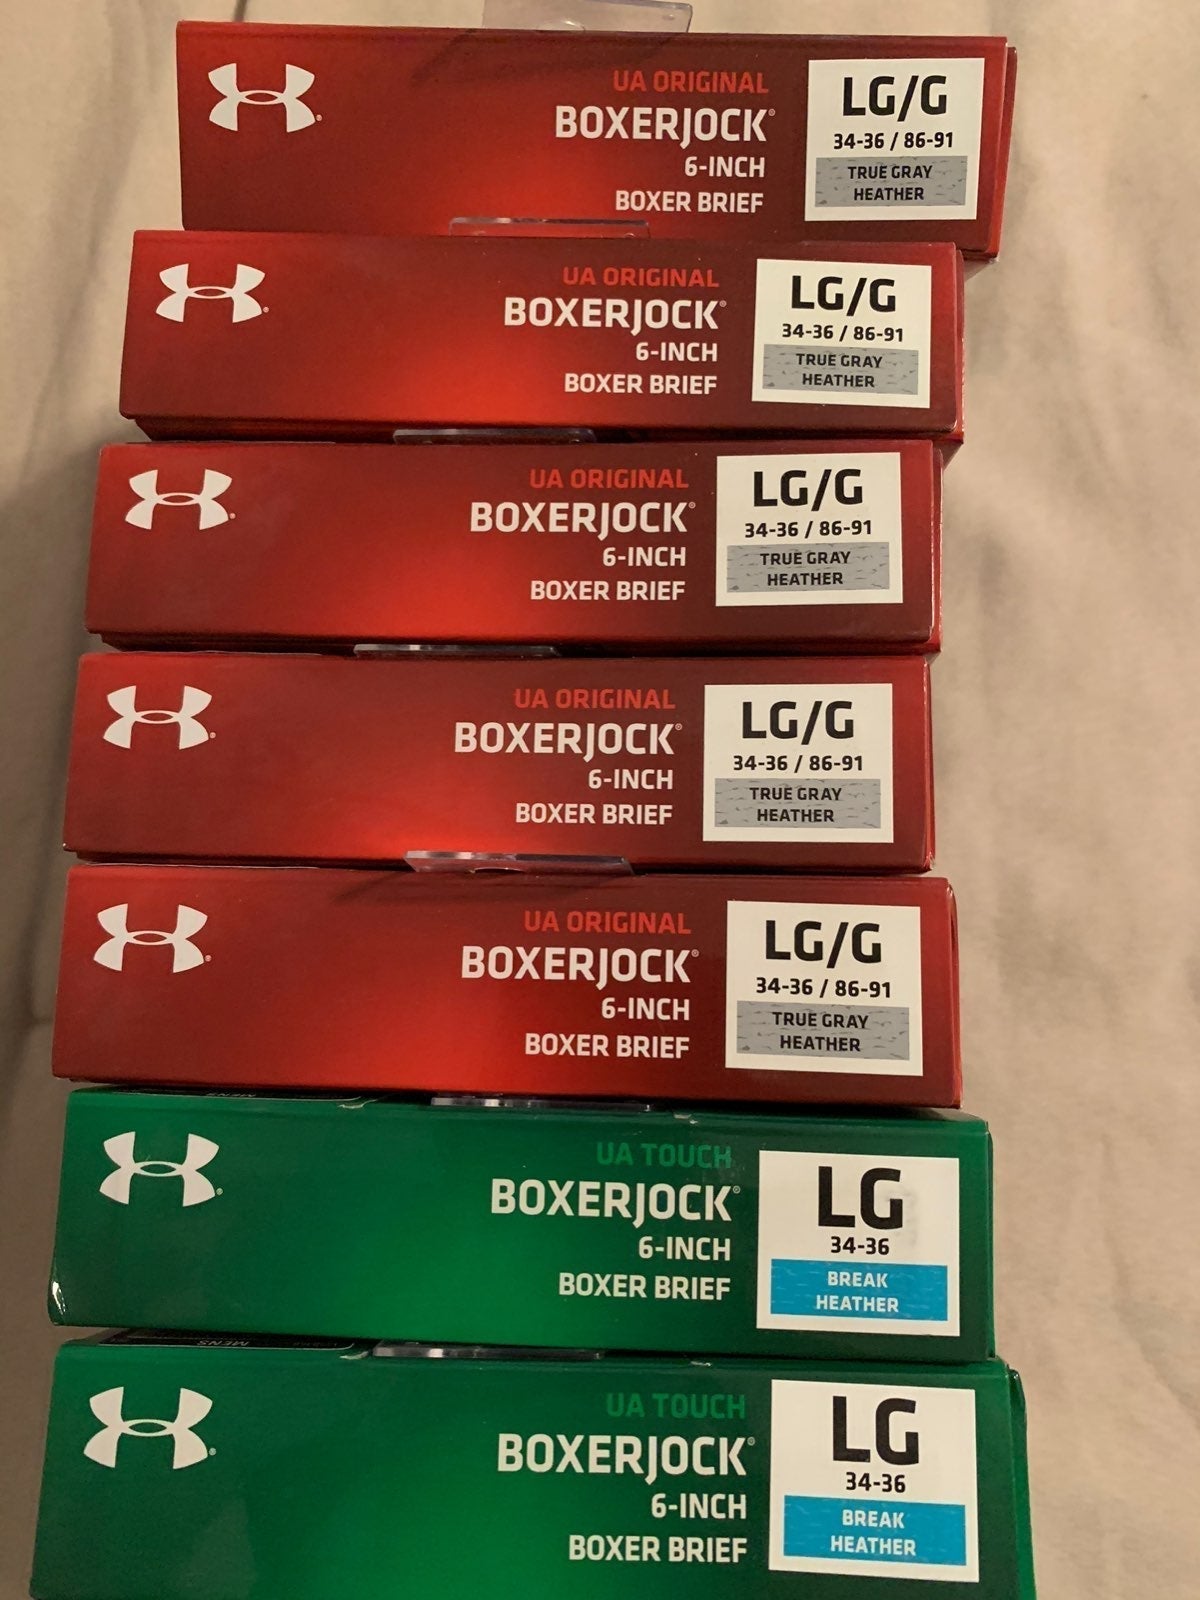 UA ORIGINAL
BOXERJOCK®
6-INCH
BOXER BRIEF
LG/G
34-36 / 86-91
TRUE GRAY
HEATHER
UA ORIGINAL
BOXERJOCK®
6-INCH
BOXER BRIEF
LG/G
34-36 / 86-91
TRUE GRAY
HEATHER
UA ORIGINAL
BOXERJOCK®
6-INCH
BOXER BRIEF
LG/G
34-36 / 86-91
TRUE GRAY
HEATHER
UA ORIGINAL
BOXERJOCK®
6-INCH
BOXER BRIEF
LG/G
34-36 / 86-91
TRUE GRAY
HEATHER
UA ORIGINAL
BOXERJOCK®
6-INCH
BOXER BRIEF
LG/G
34-36 / 86-91
TRUE GRAY
HEATHER
MENS
UA TOUCH
BOXERJOCK®
6-INCH
BOXER BRIEF
LG
34-36
BREAK
HEATHER
MENS
UA TOUCH
BOXERJOCK®
6-INCH
BOXER BRIEF
LG
34-36
BREAK
HEATHER